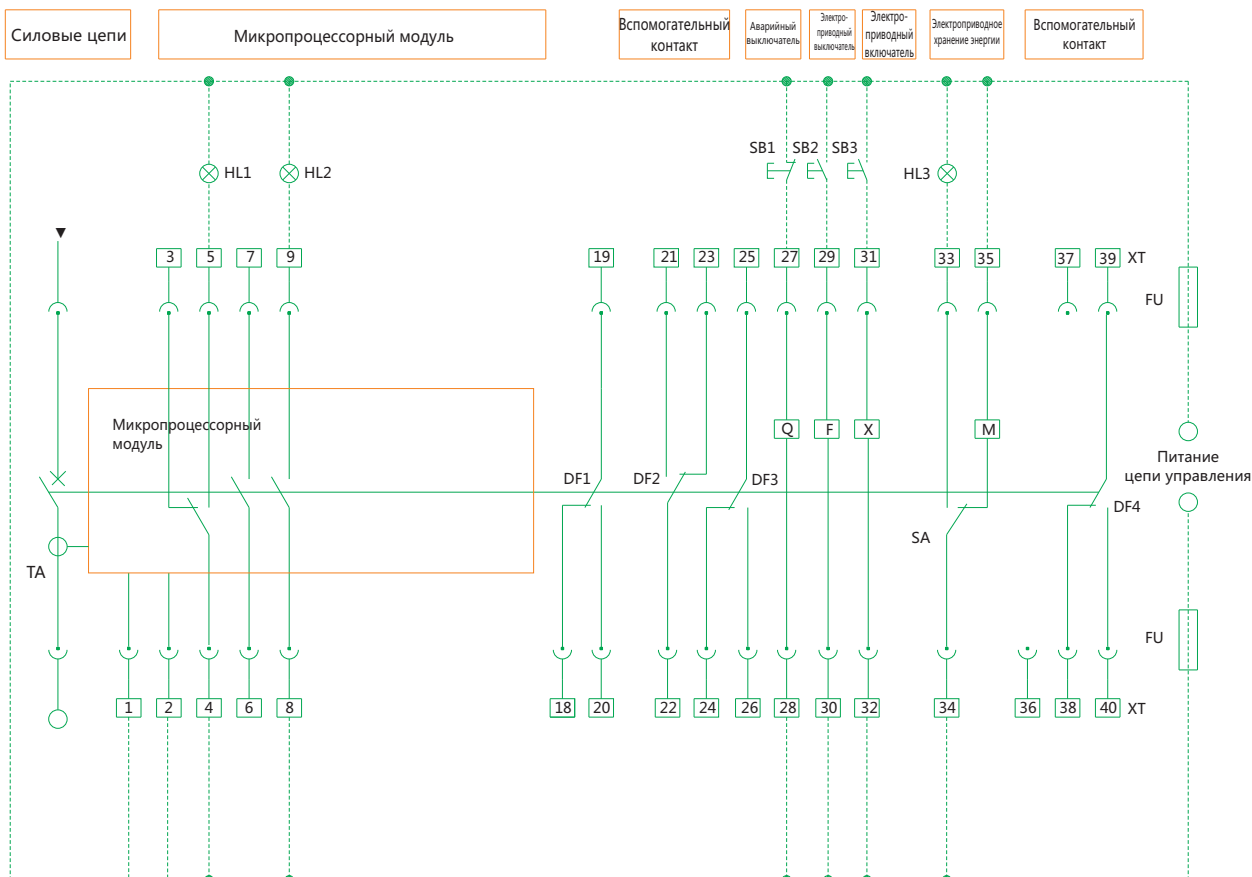 Силовые цепи
Микропроцессорный модуль
Вспомогательный
контакт
Аварийный
выключатель
Электро-
приводный
выключатель
Электро-
приводный
включатель
Электроприводное
хранение энергии
Вспомогательный
контакт
SB1 SB2 SB3
HL1 HL2 HL3
3 5 7 9 19 21 23 25 27 29 31 33 35 37 39 XT
FU
Микропроцессорный
модуль
Q F X M
Питание
цепи управления
DF1 DF2 DF3
DF4
SA
TA
FU
1 2 4 6 8 18 20 22 24 26 28 30 32 34 36 38 40 XT